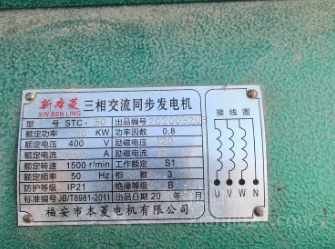 新本菱 三相交流同步发电机
XIN BEN LING
型号 STC- 出品编号
额定功率 KW 功率因数 0.8 接线图
额定电压 400 V 励磁电压
额定电流 A 励磁电流
额定转速 1500 r/min 工作额定 S1
额定频率 50 Hz 相数 3
防护等级 IP21 绝缘等级 B U V W N
标准编号 JB/T8981-2011 出品日期 20 年 月
福安市本菱电机有限公司